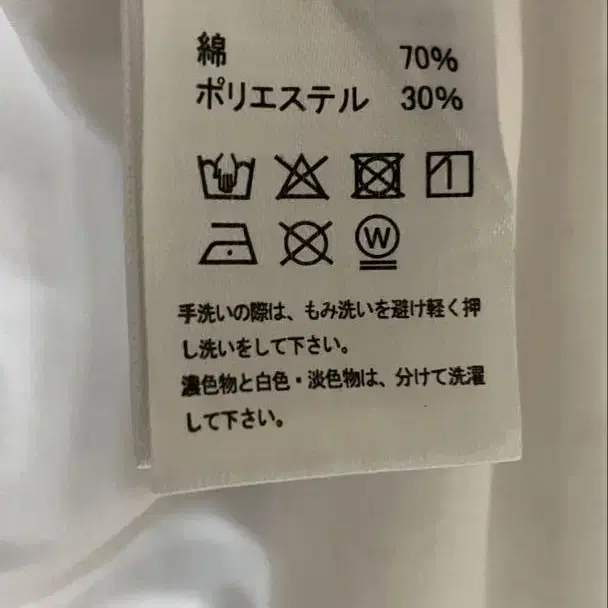 綿 70%
ポリエステル 30%
W
手洗いの際は、もみ洗いを避け軽く押
し洗いをして下さい。
濃色物と白色・淡色物は、分けて洗濯
して下さい。